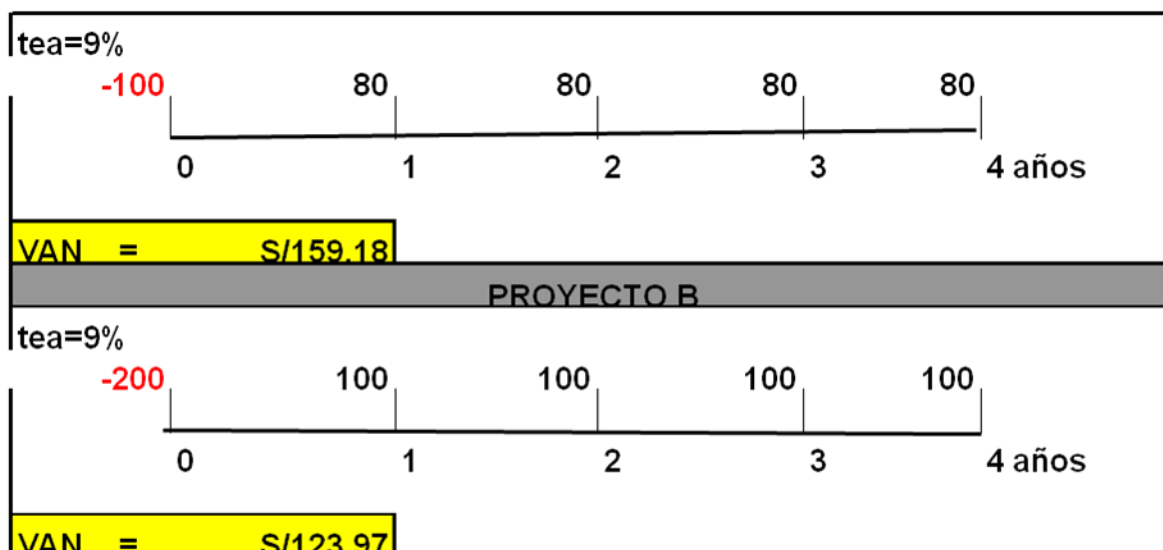 tea=9%
-100 80 80 80 80
0 1 2 3 4 años
VAN = S/159.18
PROYECTO B
tea=9%
-200 100 100 100 100
0 1 2 3 4 años
VAN = S/123.97